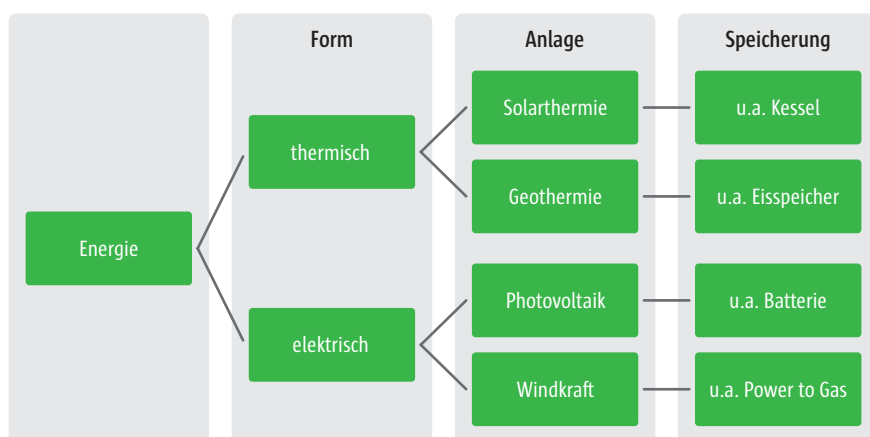 Form
Anlage
Speicherung
Energie
thermisch
elektrisch
Solarthermie
Geothermie
Photovoltaik
Windkraft
u.a. Kessel
u.a. Eisspeicher
u.a. Batterie
u.a. Power to Gas